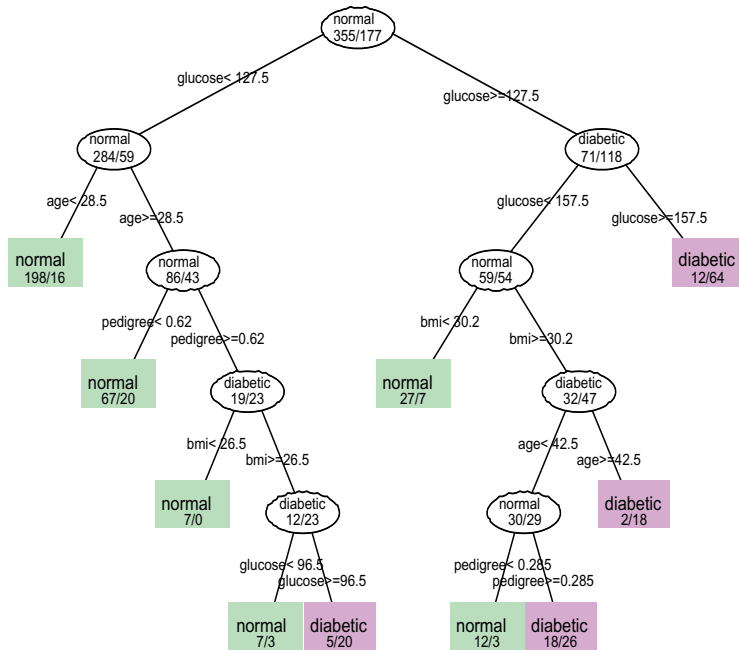 normal
355/177
glucose< 127.5
glucose>=127.5
normal
284/59
diabetic
71/118
age< 28.5
age>=28.5
glucose< 157.5
glucose>=157.5
normal
198/16
normal
86/43
normal
59/54
diabetic
12/64
pedigree< 0.62
pedigree>=0.62
bmi< 30.2
bmi>=30.2
normal
67/20
diabetic
19/23
normal
27/7
diabetic
32/47
bmi< 26.5
bmi>=26.5
age< 42.5
age>=42.5
normal
7/0
diabetic
12/23
normal
30/29
diabetic
2/18
glucose< 96.5
glucose>=96.5
pedigree< 0.285
pedigree>=0.285
normal
7/3
diabetic
5/20
normal
12/3
diabetic
18/26